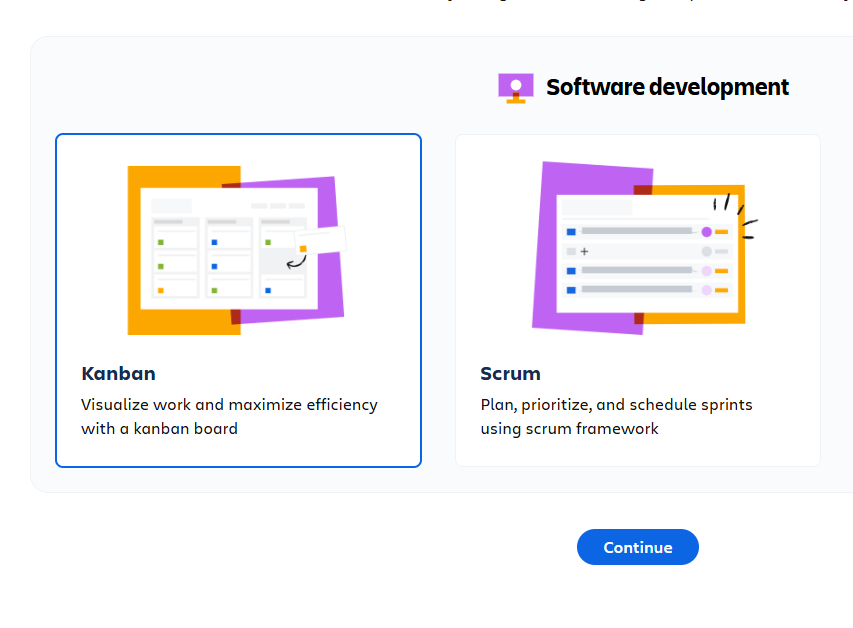 Software development
Kanban
Visualize work and maximize efficiency
with a kanban board
Scrum
Plan, prioritize, and schedule sprints
using scrum framework
Continue